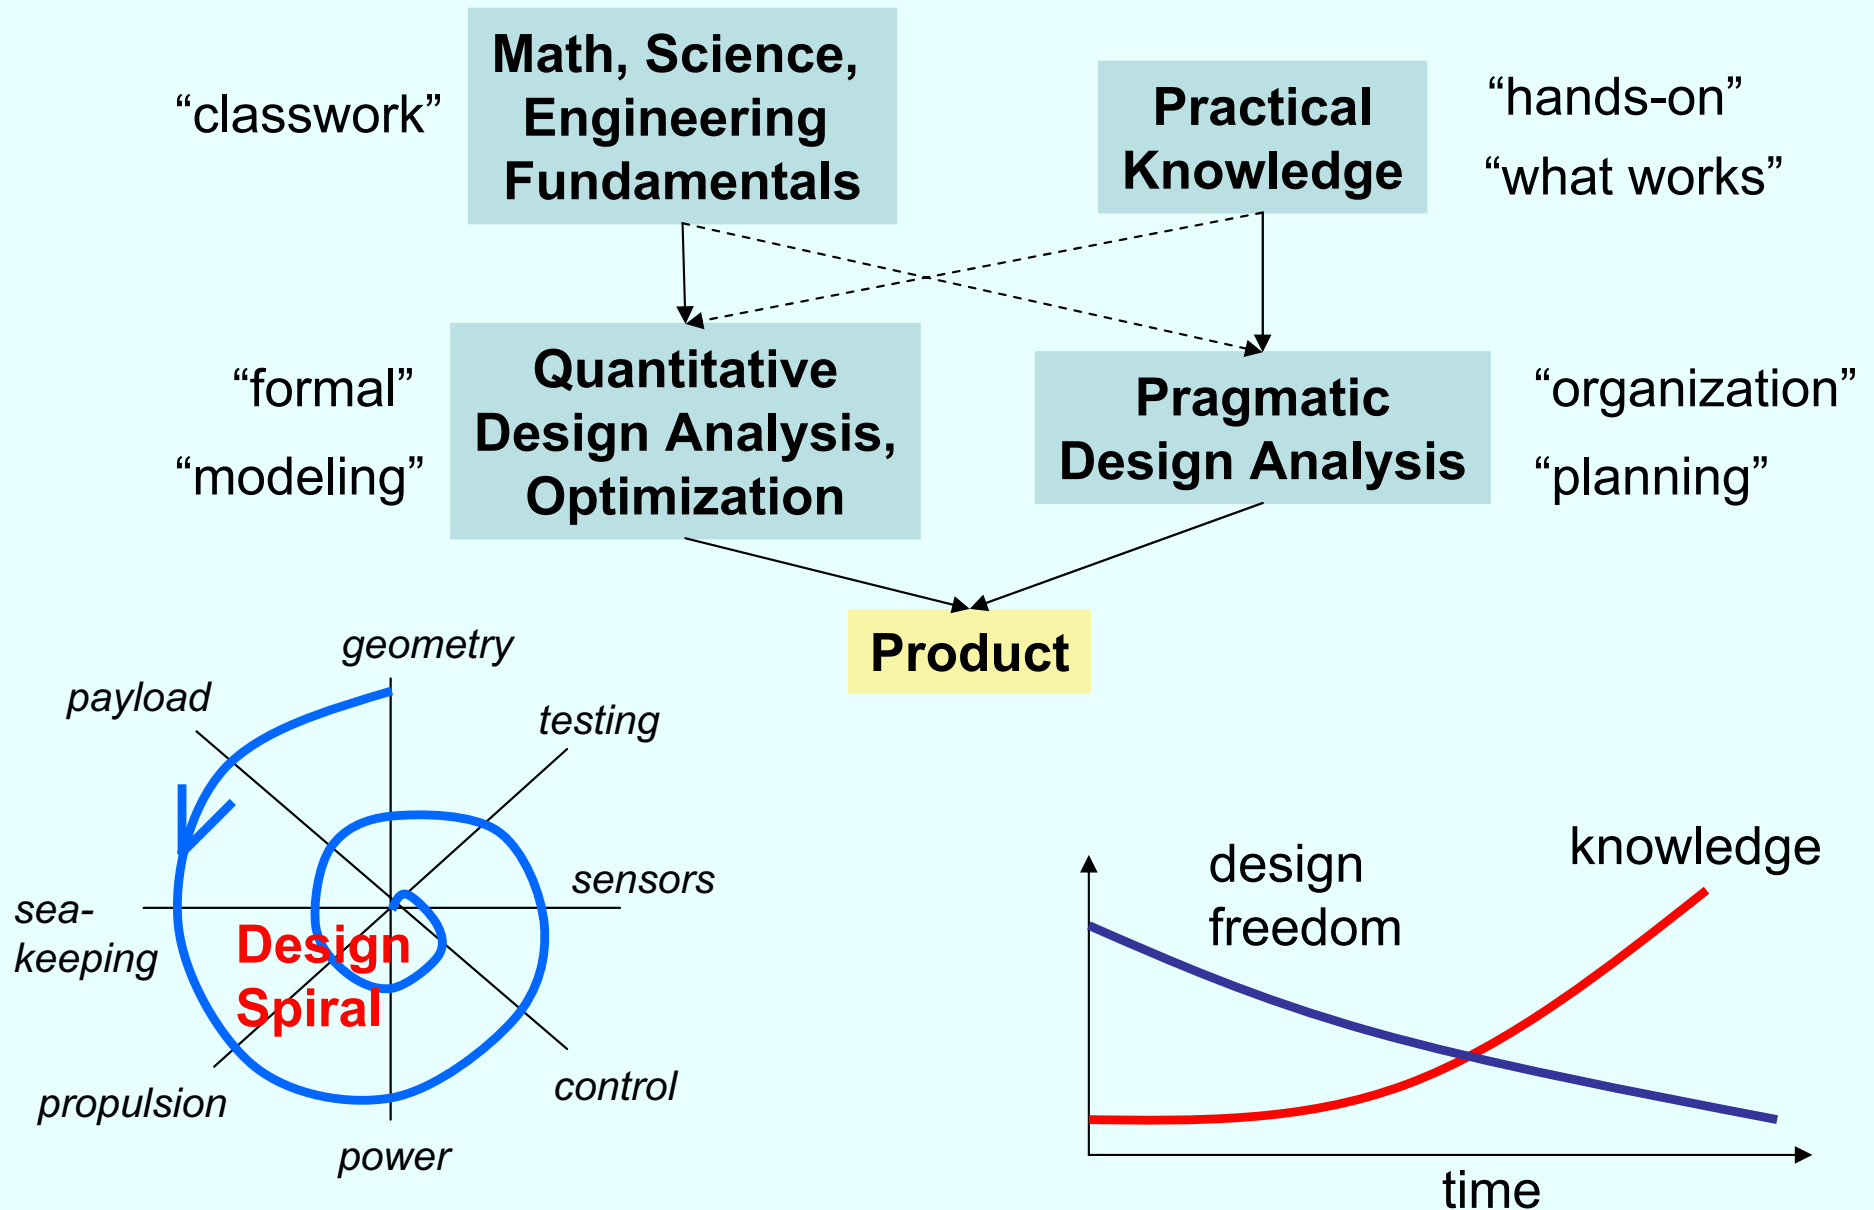 “classwork”
Math, Science,
Engineering
Fundamentals
Practical
Knowledge
“hands-on”
“what works”
“formal”
“modeling”
Quantitative
Design Analysis,
Optimization
Pragmatic
Design Analysis
“organization”
“planning”
Product
geometry
payload
testing
sensors
sea-
keeping
Design
Spiral
propulsion
control
power
design
freedom
knowledge
time